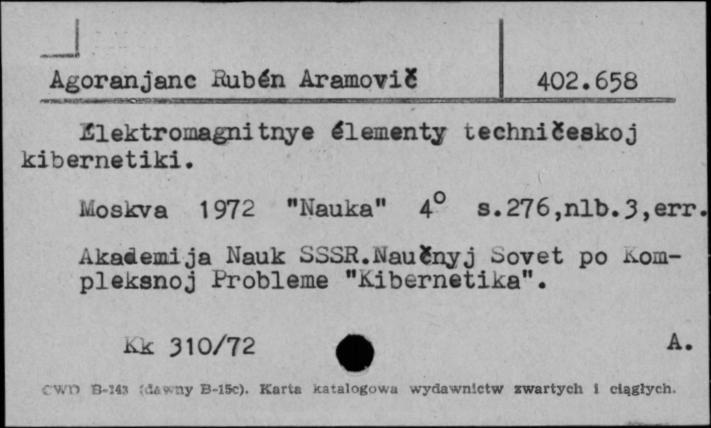 Agoranjanc Rubén Aramovič
402.658
Élektromagnitnye élementy techničeskoj
kibernetiki.
Moskva 1972 "Nauka" 4° s.276,nlb.3,err.
Akademija Nauk SSSR.Naučnyj Sovet po Kom-
pleksnoj Probleme "Kibernetika".
Kk 310/72
A.
CWD B-143 (dawny B-15c). Karta katalogowa wydawnictw zwartych i ciągłych.